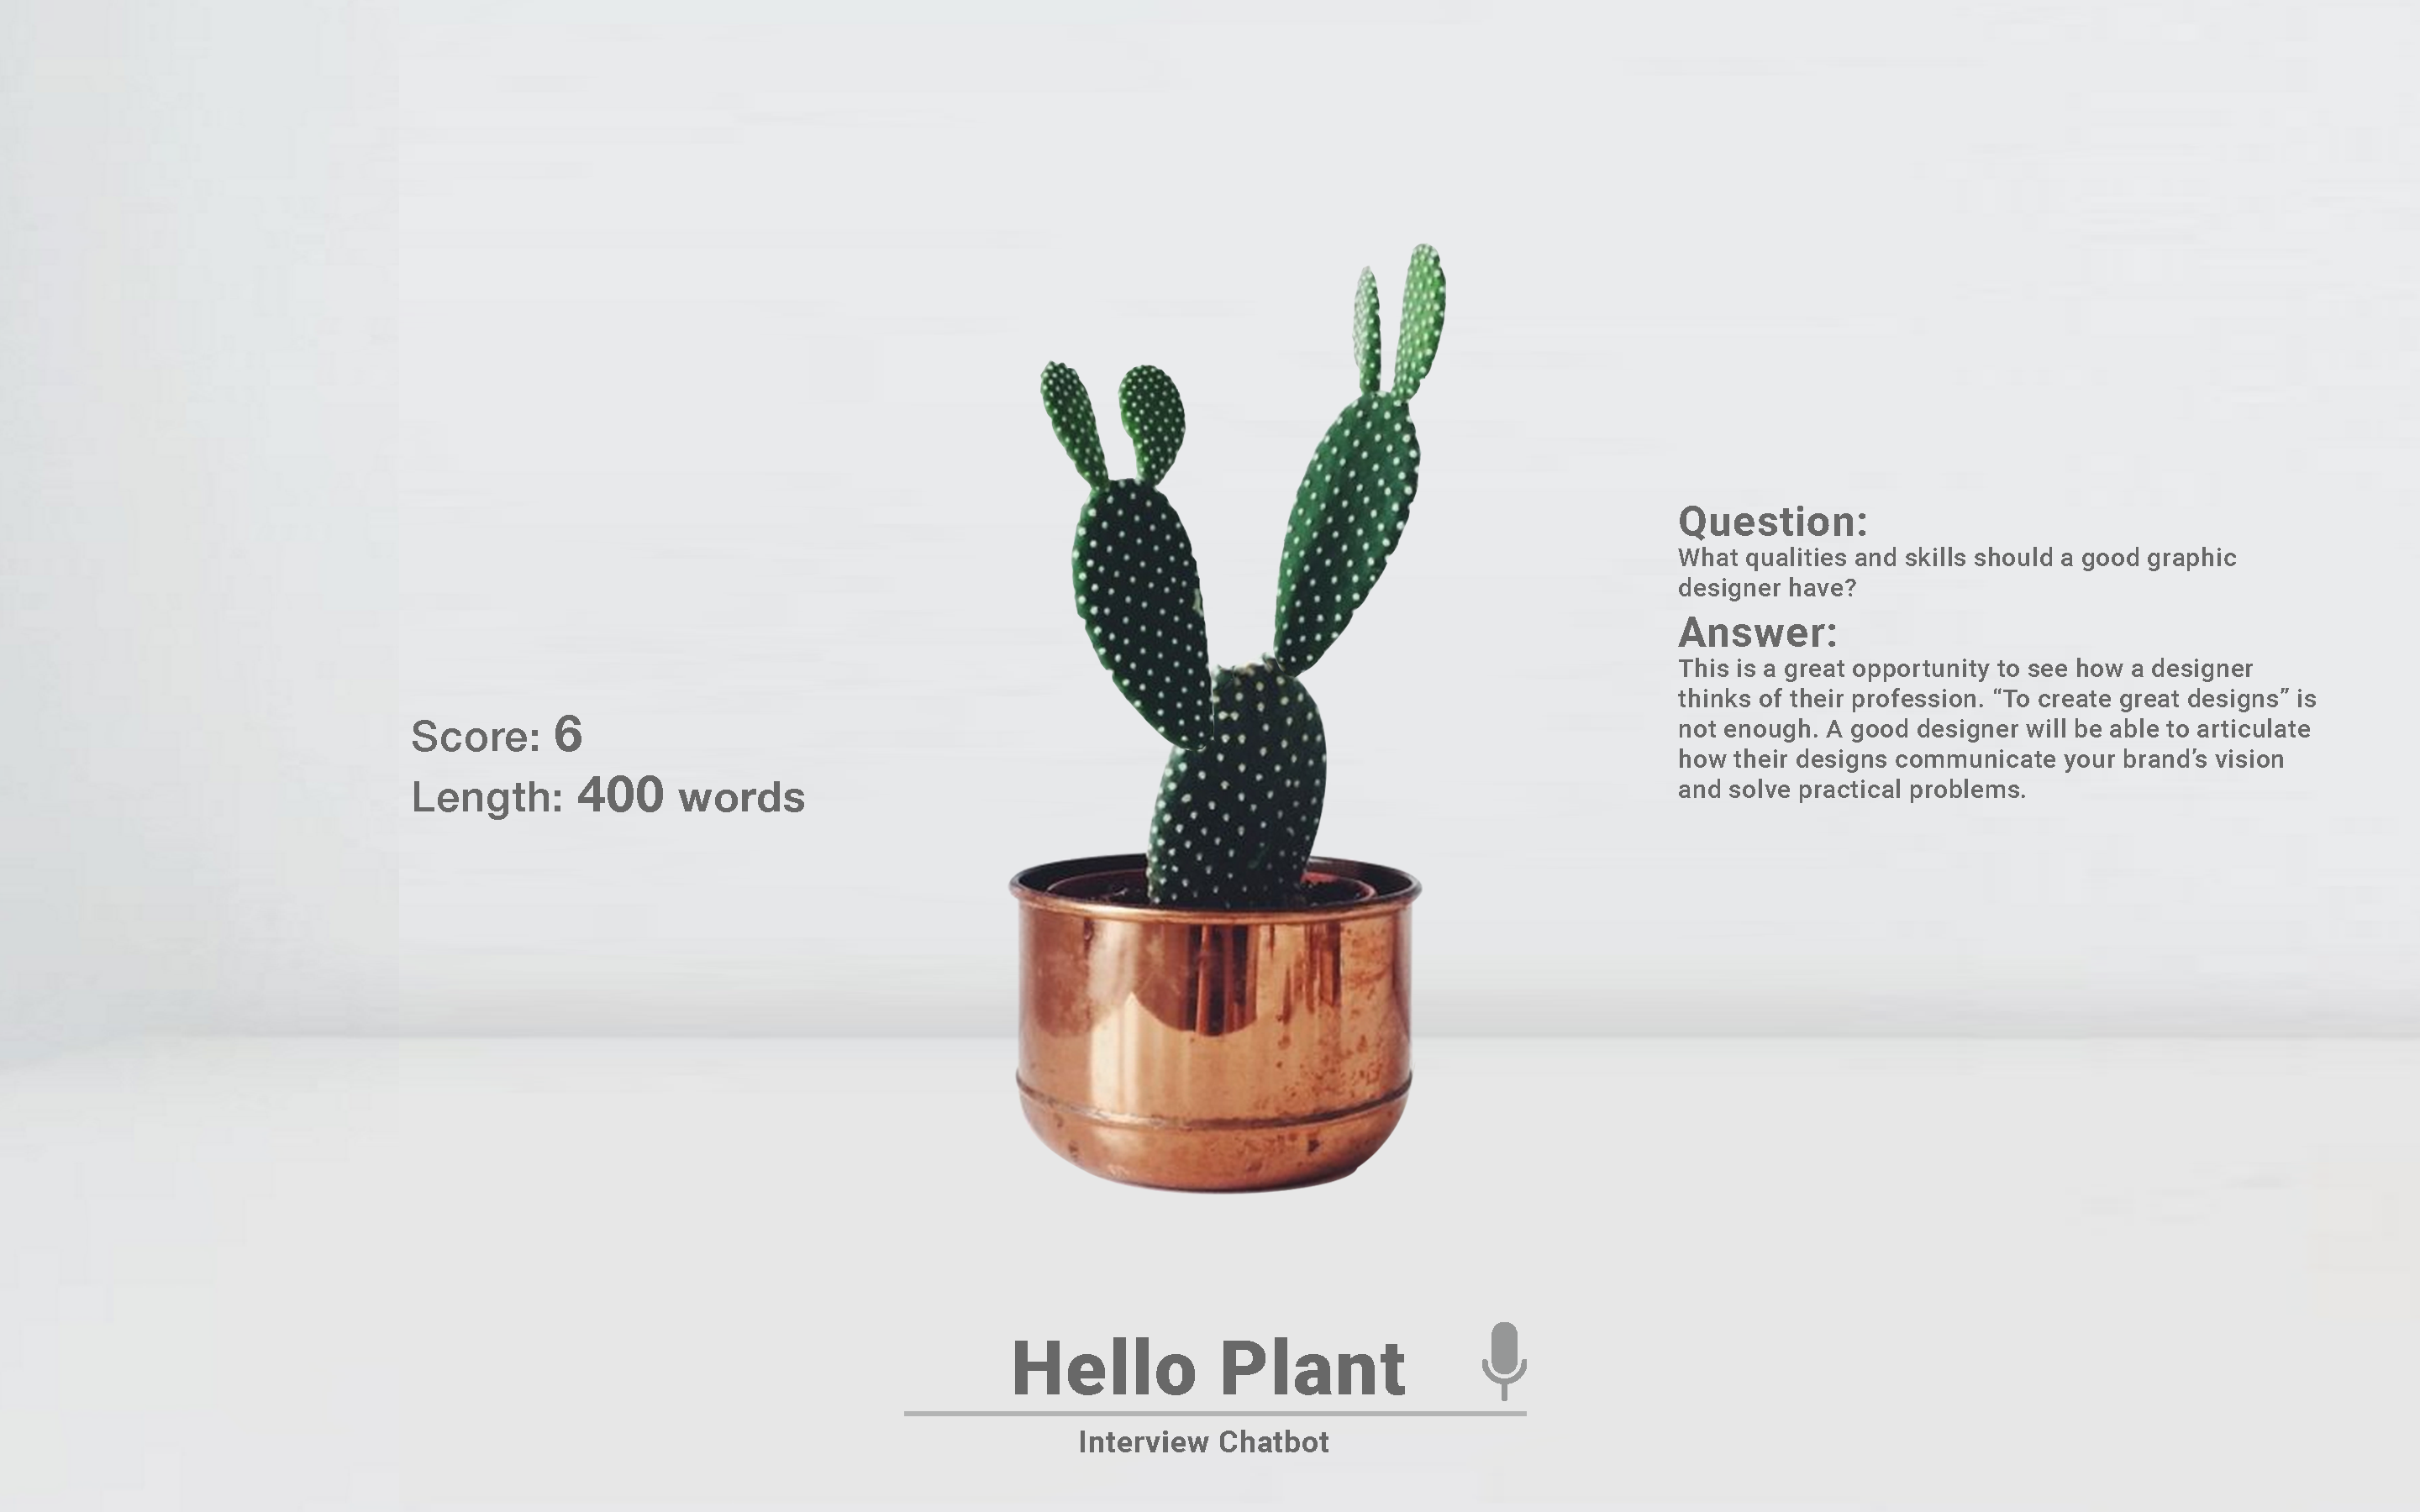 Score: 6
Length: 400 words
Question:
What qualities and skills should a good graphic
designer have?
Answer:
This is a great opportunity to see how a designer
thinks of their profession. “To create great designs” is
not enough. A good designer will be able to articulate
how their designs communicate your brand’s vision
and solve practical problems.
Hello Plant
Interview Chatbot